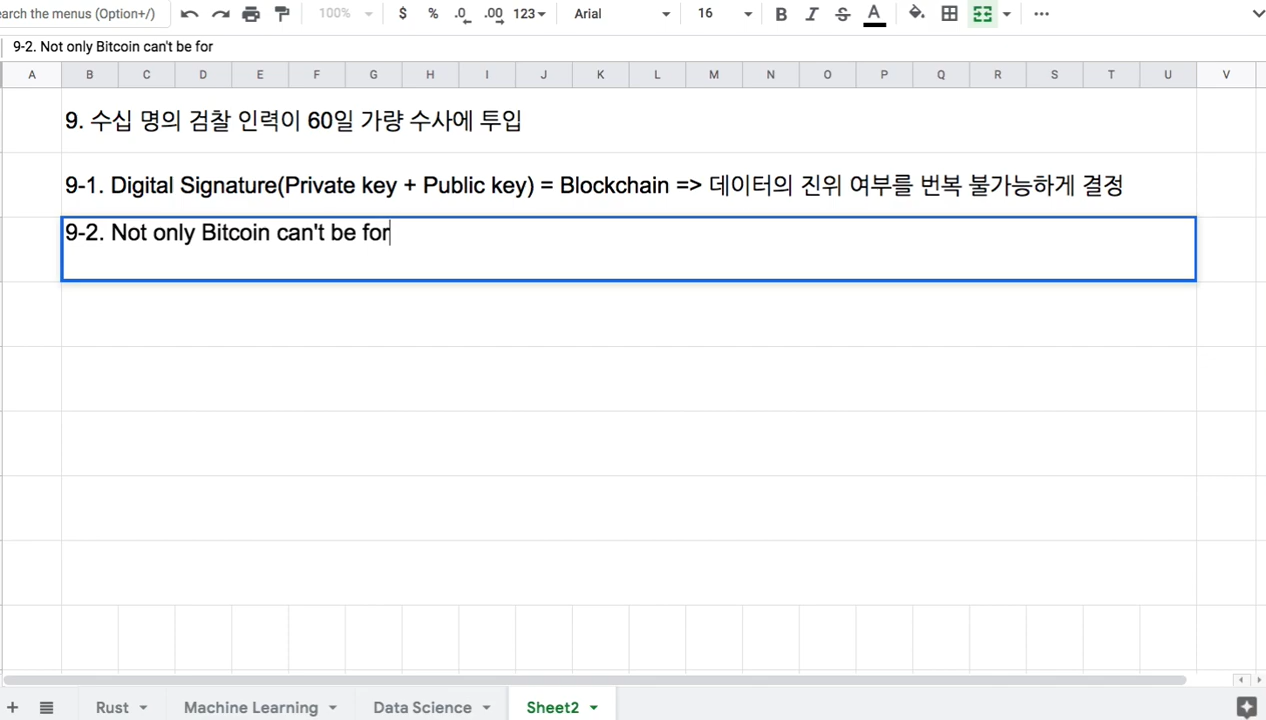 earch the menus (Option+/) 100% $ % .0 .00 123 Arial 16 B I S A
9-2. Not only Bitcoin can't be for
A B C D E F G H I J K L M N O P Q R S T U V
9. 수십 명의 검찰 인력이 60일 가량 수사에 투입
9-1. Digital Signature(Private key + Public key) = Blockchain => 데이터의 진위 여부를 번복 불가능하게 결정
9-2. Not only Bitcoin can't be for
Rust Machine Learning Data Science Sheet2